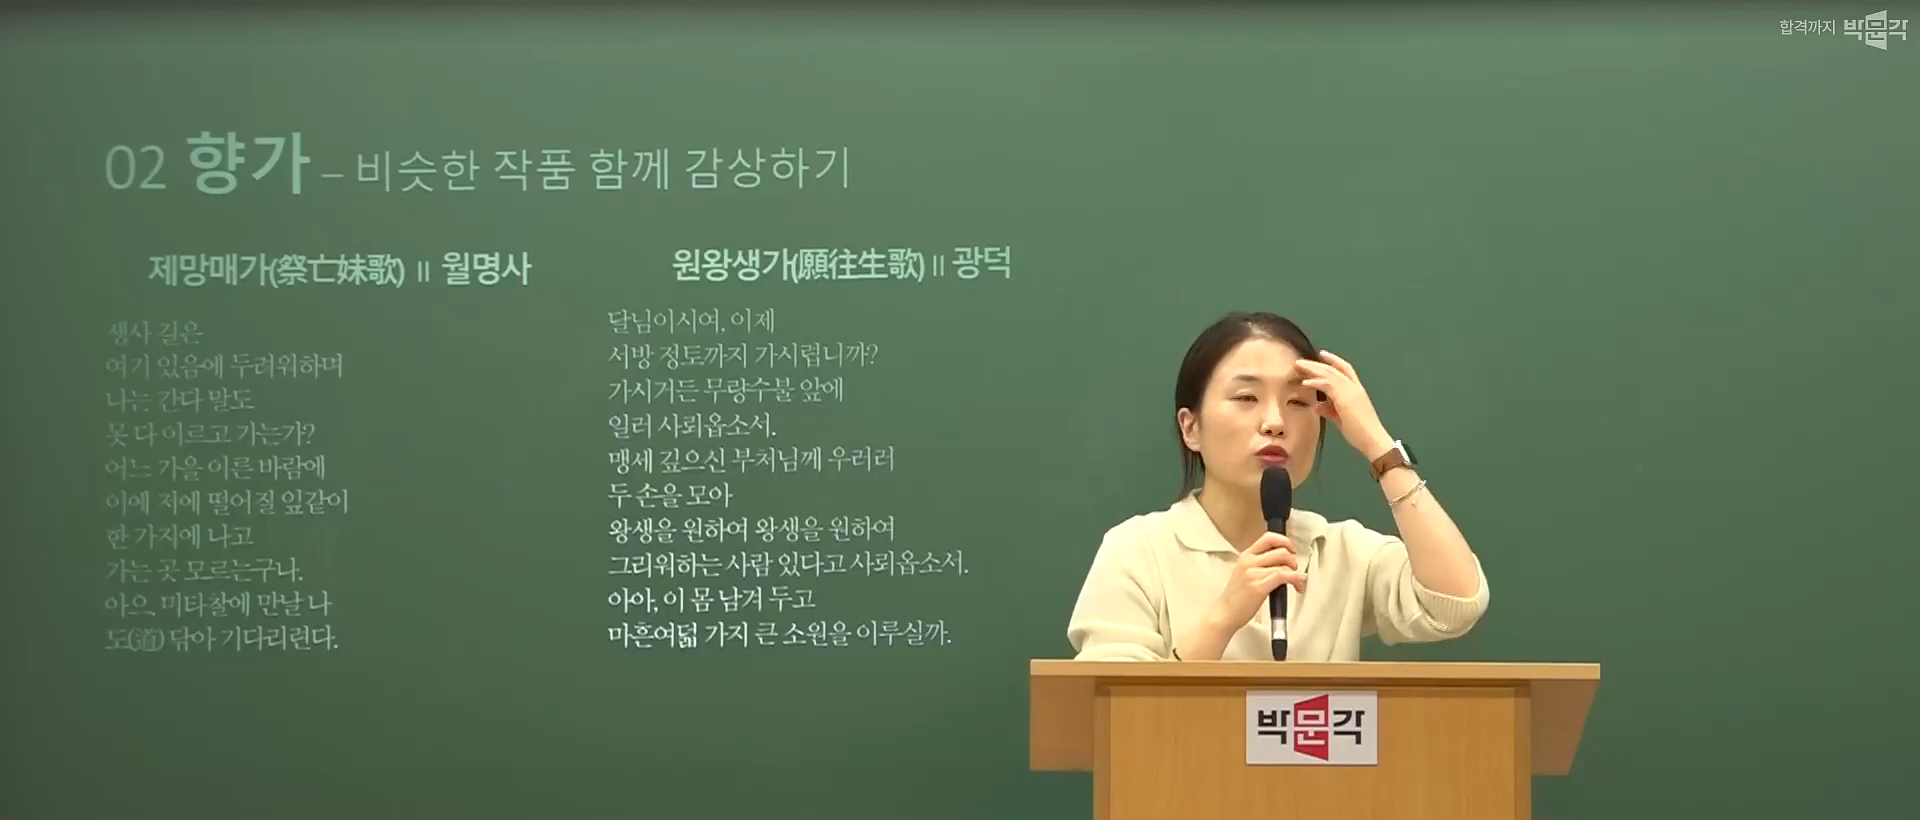 합격까지 박문각
02 향가 – 비슷한 작품 함께 감상하기
제망매가(祭亡妹歌) || 월명사
생사 길은
여기 있음에 두려워하며
나는 간다 말도
못 다 이르고 가는가?
어느 가을 이른 바람에
이에 저에 떨어질 잎같이
한 가지에 나고
가는 곳 모르는구나.
아으, 미타찰에 만날 나
도(道) 닦아 기다리련다.
원왕생가(願往生歌) || 광덕
달님이시여, 이제
서방 정토까지 가시렵니까?
가시거든 무량수불 앞에
일러 사뢰옵소서.
맹세 깊으신 부처님께 우러러
두 손을 모아
왕생을 원하여 왕생을 원하여
그리워하는 사람 있다고 사뢰옵소서.
아아, 이 몸 남겨 두고
마흔여덟 가지 큰 소원을 이루실까.
박문각